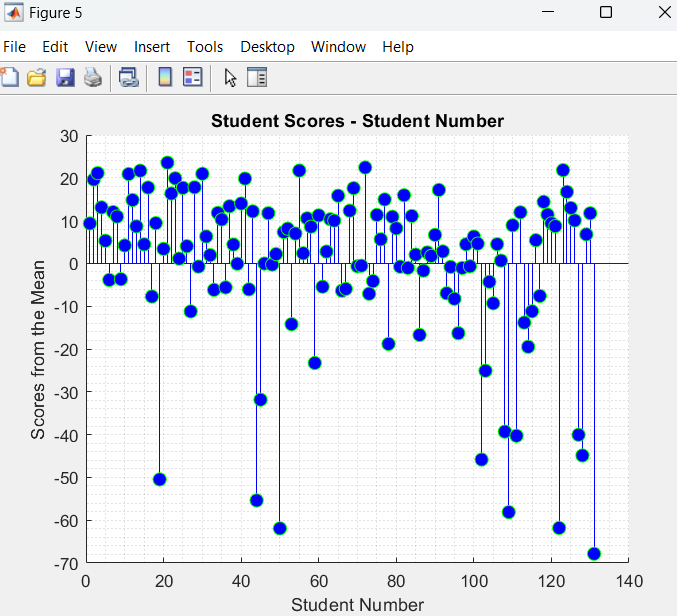 Figure 5
File Edit View Insert Tools Desktop Window Help
Student Scores - Student Number
30
20
10
0
-10
-20
-30
-40
-50
-60
-70
Scores from the Mean
0 20 40 60 80 100 120 140
Student Number